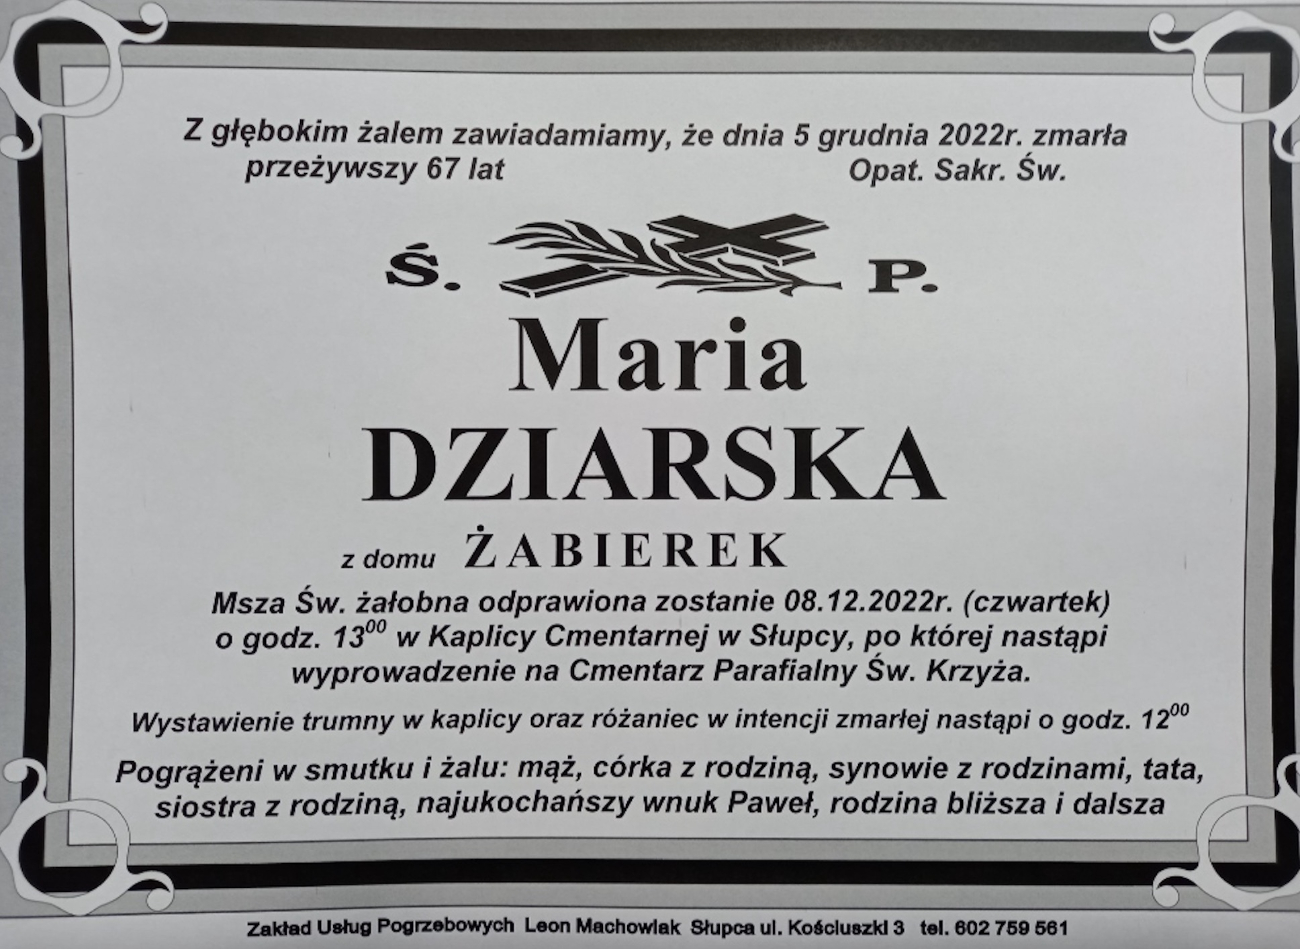 Z głębokim żalem zawiadamiamy, że dnia 5 grudnia 2022r. zmarła
przeżywszy 67 lat Opat. Sakr. Św.
Ś. P.
Maria
DZIARSKA
z domu ŻABIEREK
Msza Św. żałobna odprawiona zostanie 08.12.2022r. (czwartek)
o godz. 13⁰⁰ w Kaplicy Cmentarnej w Słupcy, po której nastąpi
wyprowadzenie na Cmentarz Parafialny Św. Krzyża.
Wystawienie trumny w kaplicy oraz różaniec w intencji zmarłej nastąpi o godz. 12⁰⁰
Pogrążeni w smutku i żalu: mąż, córka z rodziną, synowie z rodzinami, tata,
siostra z rodziną, najukochańszy wnuk Paweł, rodzina bliższa i dalsza
Zakład Usług Pogrzebowych Leon Machowiak Słupca ul. Kościuszki 3 tel. 602 759 561